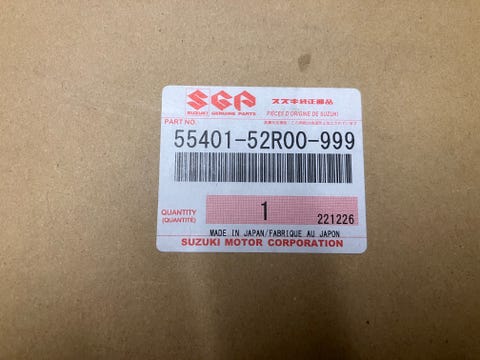 SGP
スズキ純正部品
SUZUKI GENUINE PARTS
PIECES D'ORIGINE DE SUZUKI
PART NO.
55401-52R00-999
QUANTITY
(QUANTITE)
1
221226
MADE IN JAPAN/FABRIQUE AU JAPON
SUZUKI MOTOR CORPORATION